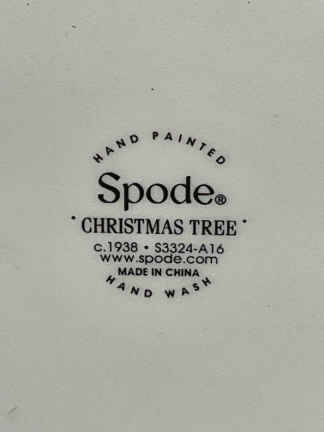 HAND PAINTED
Spode®
• CHRISTMAS TREE •
c.1938 • S3324-A16
www.spode.com
MADE IN CHINA
HAND WASH